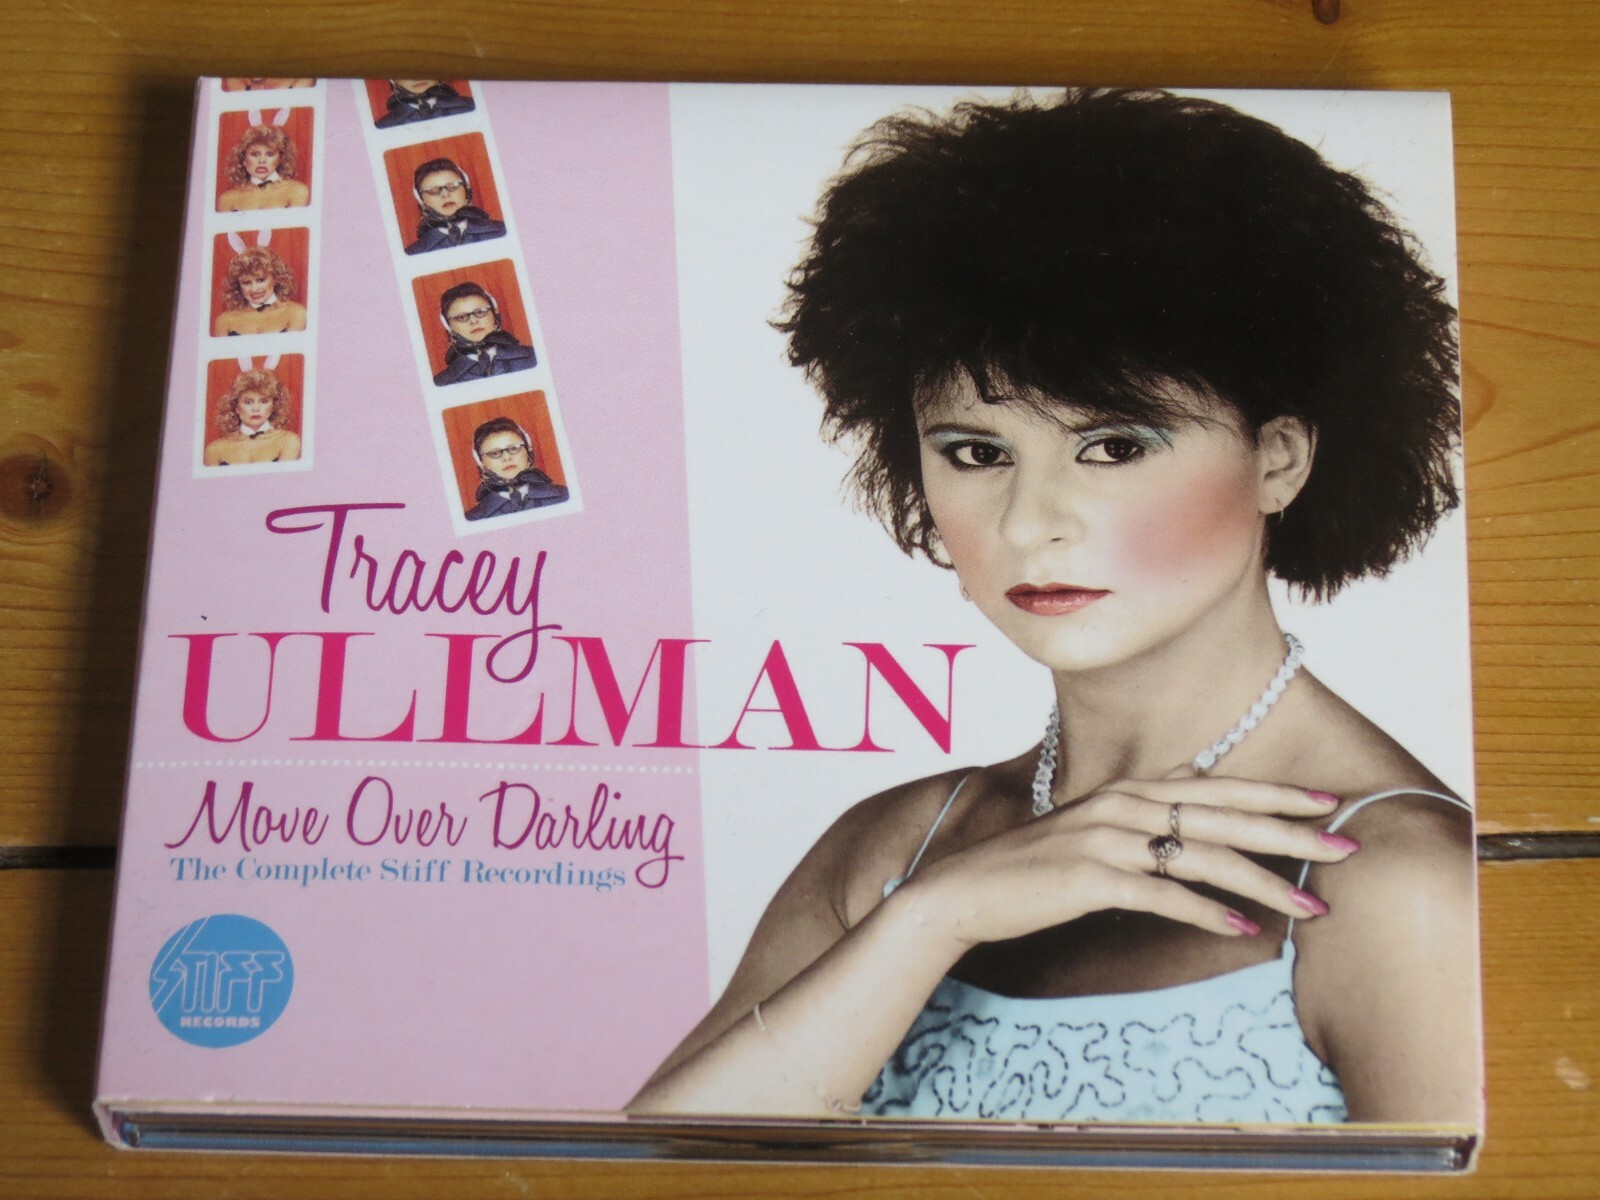 Tracey
ULLMAN
Move Over Darling
The Complete Stiff Recordings
STIFF
RECORDS